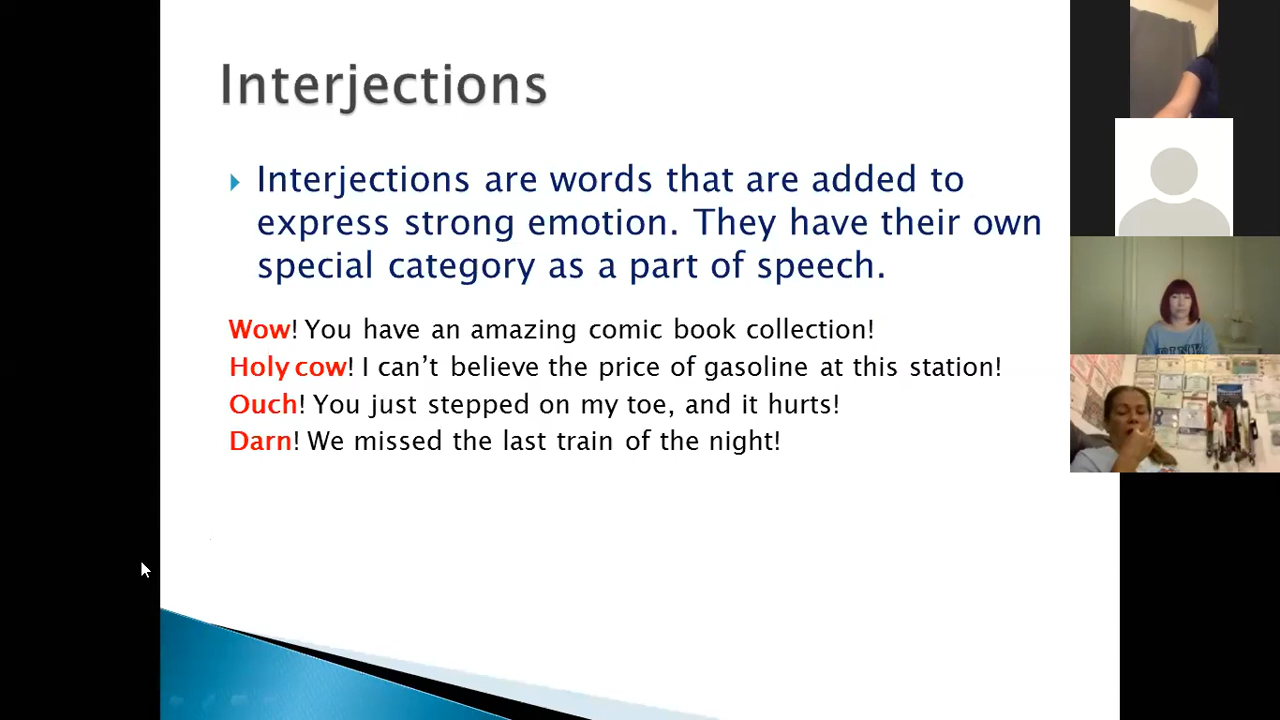 Interjections
Interjections are words that are added to
express strong emotion. They have their own
special category as a part of speech.
Wow! You have an amazing comic book collection!
Holy cow! I can’t believe the price of gasoline at this station!
Ouch! You just stepped on my toe, and it hurts!
Darn! We missed the last train of the night!